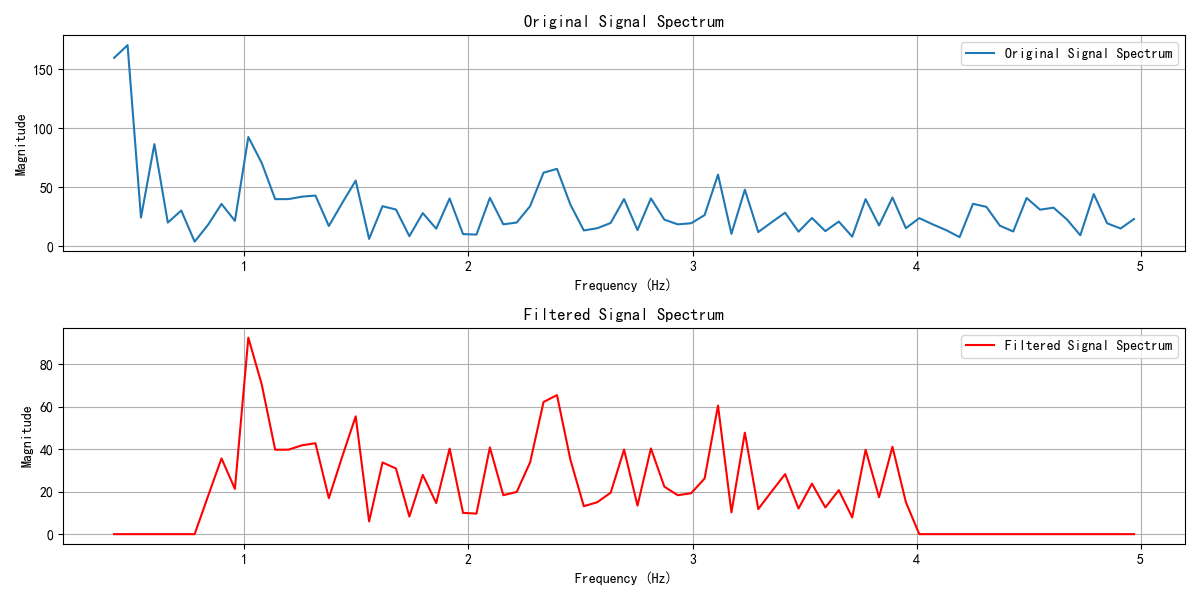 Original Signal Spectrum
Original Signal Spectrum
Magnitude
150
100
50
0
1 2 3 4 5
Frequency (Hz)
Filtered Signal Spectrum
Filtered Signal Spectrum
Magnitude
80
60
40
20
0
1 2 3 4 5
Frequency (Hz)